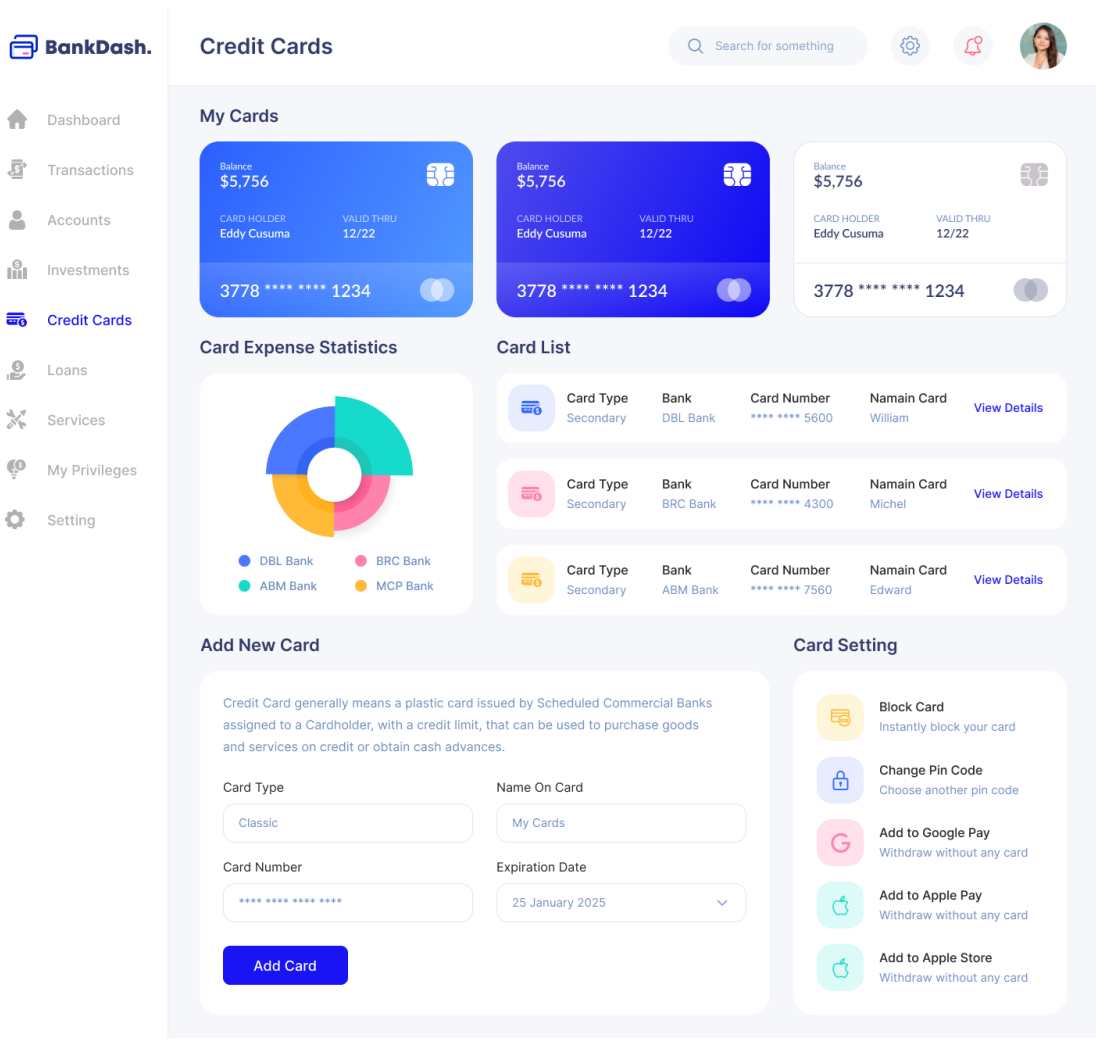 BankDash.
Credit Cards
Search for something
Dashboard
Transactions
Accounts
Investments
Credit Cards
Loans
Services
My Privileges
Setting
My Cards
Balance
$5,756
CARD HOLDER VALID THRU
Eddy Cusuma 12/22
3778 **** **** 1234
Balance
$5,756
CARD HOLDER VALID THRU
Eddy Cusuma 12/22
3778 **** **** 1234
Balance
$5,756
CARD HOLDER VALID THRU
Eddy Cusuma 12/22
3778 **** **** 1234
Card Expense Statistics
DBL Bank BRC Bank
ABM Bank MCP Bank
Card List
Card Type Bank Card Number Namain Card
Secondary DBL Bank **** **** 5600 William
View Details
Card Type Bank Card Number Namain Card
Secondary BRC Bank **** **** 4300 Michel
View Details
Card Type Bank Card Number Namain Card
Secondary ABM Bank **** **** 7560 Edward
View Details
Add New Card
Credit Card generally means a plastic card issued by Scheduled Commercial Banks
assigned to a Cardholder, with a credit limit, that can be used to purchase goods
and services on credit or obtain cash advances.
Card Type Name On Card
Classic My Cards
Card Number Expiration Date
**** **** **** **** 25 January 2025
Add Card
Card Setting
Block Card
Instantly block your card
Change Pin Code
Choose another pin code
Add to Google Pay
Withdraw without any card
Add to Apple Pay
Withdraw without any card
Add to Apple Store
Withdraw without any card